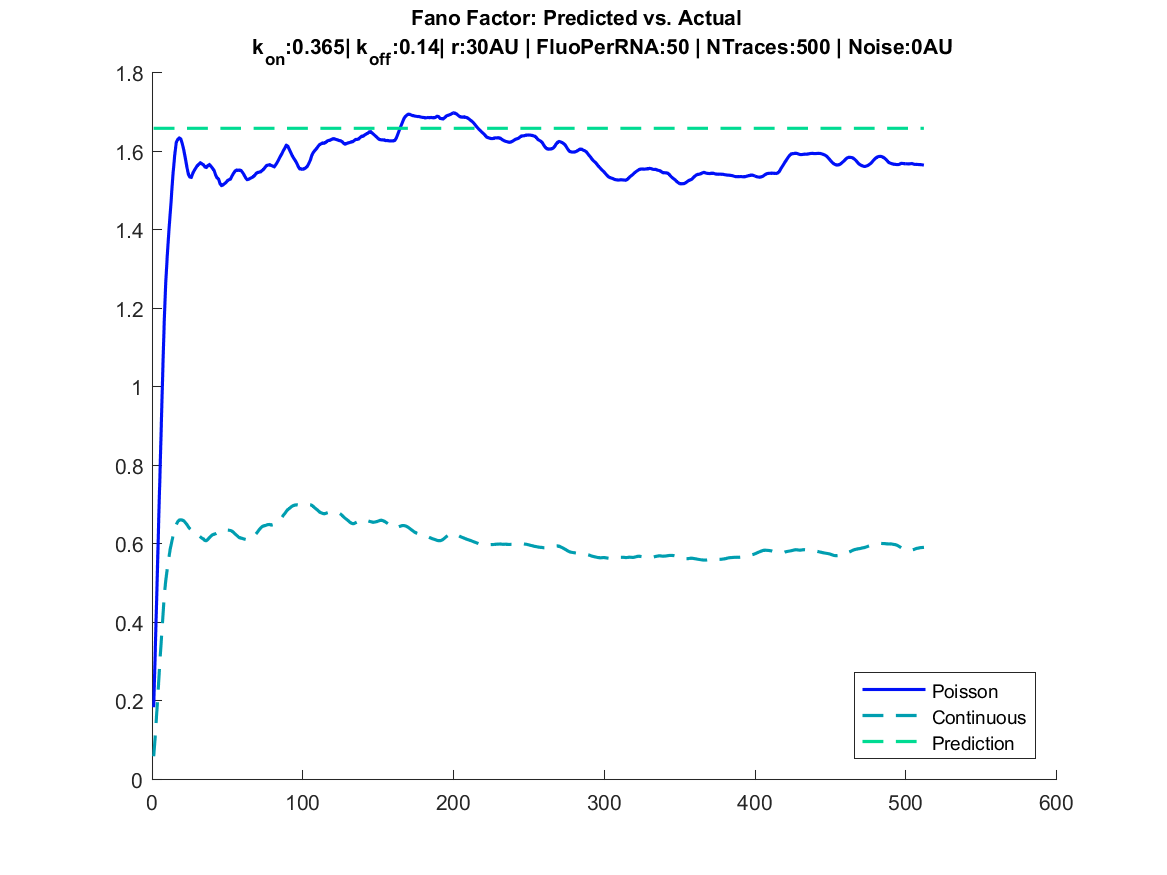 Fano Factor: Predicted vs. Actual
kon:0.365| koff:0.14| r:30AU | FluoPerRNA:50 | NTraces:500 | Noise:0AU
1.8
1.6
1.4
1.2
1
0.8
0.6
0.4
0.2
0
Poisson
Continuous
Prediction
0 100 200 300 400 500 600